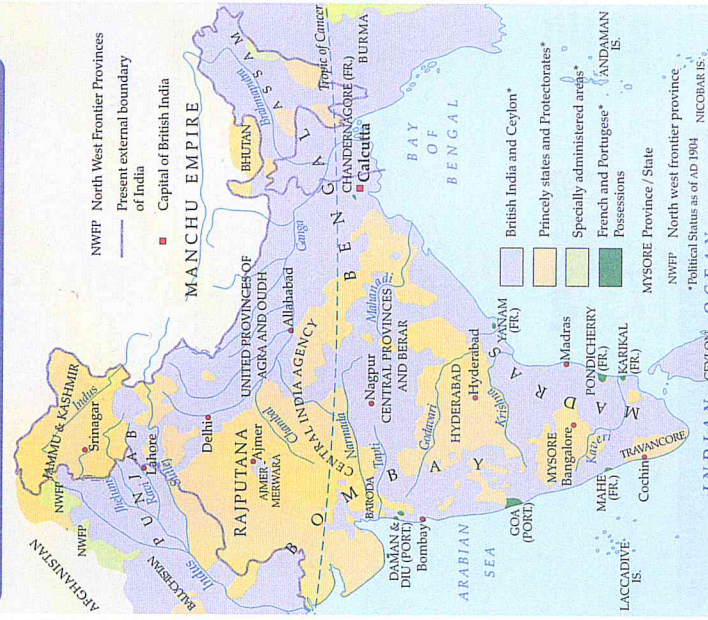 NWFP North West Frontier Provinces
Present external boundary
of India
Capital of British India
MANCHU EMPIRE
AFGHANISTAN
NWFP
NWFP
JAMMU & KASHMIR
Indus
Srinagar
Jhelum
Ravi
PUNJAB
Lahore
Sutlej
BALUCHISTAN
Indus
Delhi
RAJPUTANA
Ajmer
AJMER-
MERWARA
UNITED PROVINCES OF
AGRA AND OUDH
Allahabad
Ganga
Chambal
CENTRAL INDIA AGENCY
BHUTAN
Brahmaputra
ASSAM
Tropic of Cancer
BURMA
BENGAL
CHANDERNAGORE (FR.)
Calcutta
Narmada
Tapti
BARODA
BOMBAY
Nagpur
CENTRAL PROVINCES
AND BERAR
Mahanadi
DAMAN &
DIU (PORT.)
Bombay
Godavari
HYDERABAD
Hyderabad
Krishna
YANAM
(FR.)
ARABIAN
SEA
BAY
OF
BENGAL
GOA
(PORT.)
MYSORE
Bangalore
Kaveri
MADRAS
Madras
PONDICHERRY
(FR.)
KARIKAL
(FR.)
MAHE
(FR.)
Cochin
TRAVANCORE
LACCADIVE
IS.
British India and Ceylon*
Princely states and Protectorates*
Specially administered areas*
French and Portugese*
Possessions
MYSORE Province / State
NWFP North west frontier province
*Political Status as of AD 1904
ANDAMAN
IS.
NICOBAR IS.
CEYLON
INDIAN OCEAN